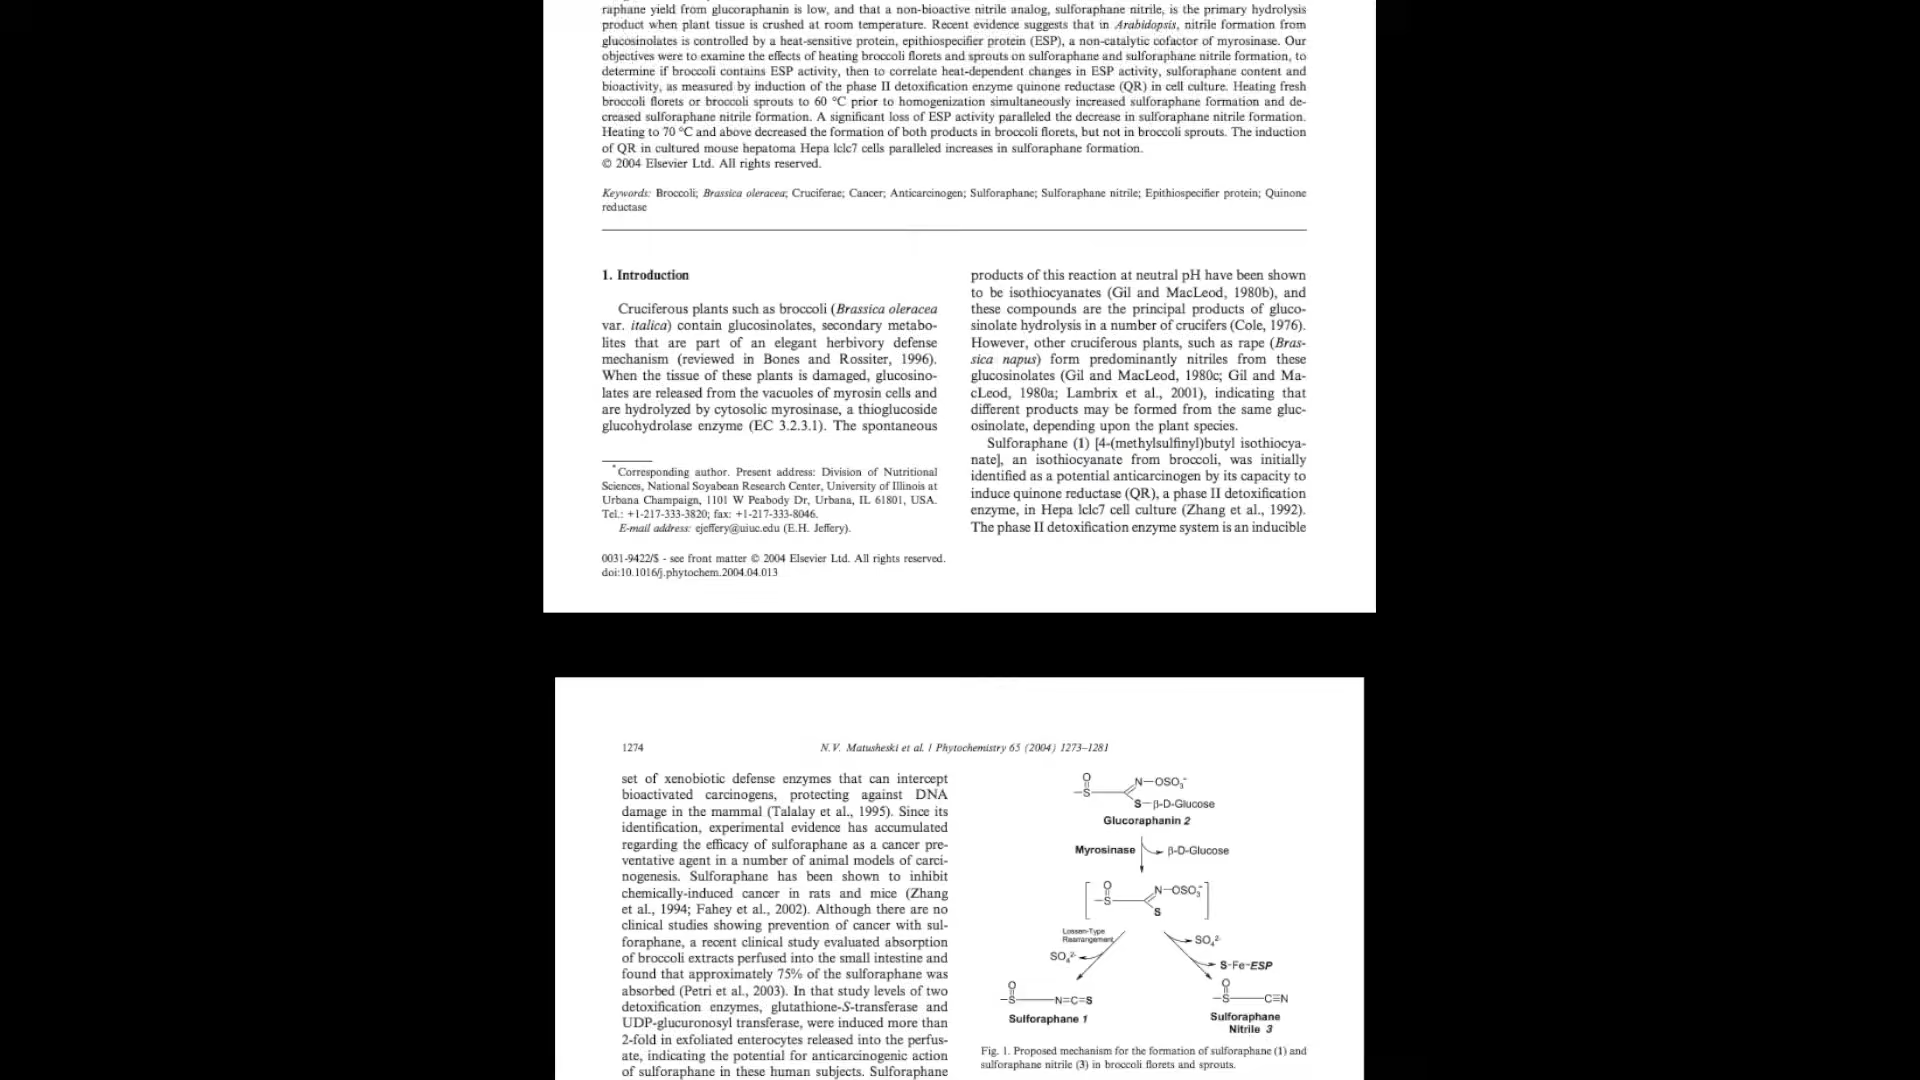 raphane yield from glucoraphanin is low, and that a non-bioactive nitrile analog, sulforaphane nitrile, is the primary hydrolysis
product when plant tissue is crushed at room temperature. Recent evidence suggests that in Arabidopsis, nitrile formation from
glucosinolates is controlled by a heat-sensitive protein, epithiospecifier protein (ESP), a non-catalytic cofactor of myrosinase. Our
objectives were to examine the effects of heating broccoli florets and sprouts on sulforaphane and sulforaphane nitrile formation, to
determine if broccoli contains ESP activity, then to correlate heat-dependent changes in ESP activity, sulforaphane content and
bioactivity, as measured by induction of the phase II detoxification enzyme quinone reductase (QR) in cell culture. Heating fresh
broccoli florets or broccoli sprouts to 60 °C prior to homogenization simultaneously increased sulforaphane formation and de-
creased sulforaphane nitrile formation. A significant loss of ESP activity paralleled the decrease in sulforaphane nitrile formation.
Heating to 70 °C and above decreased the formation of both products in broccoli florets, but not in broccoli sprouts. The induction
of QR in cultured mouse hepatoma Hepa lclc7 cells paralleled increases in sulforaphane formation.
© 2004 Elsevier Ltd. All rights reserved.
Keywords: Broccoli; Brassica oleracea; Cruciferae; Cancer; Anticarcinogen; Sulforaphane; Sulforaphane nitrile; Epithiospecifier protein; Quinone
reductase
1. Introduction
Cruciferous plants such as broccoli (Brassica oleracea
var. italica) contain glucosinolates, secondary metabo-
lites that are part of an elegant herbivory defense
mechanism (reviewed in Bones and Rossiter, 1996).
When the tissue of these plants is damaged, glucosino-
lates are released from the vacuoles of myrosin cells and
are hydrolyzed by cytosolic myrosinase, a thioglucoside
glucohydrolase enzyme (EC 3.2.3.1). The spontaneous
* Corresponding author. Present address: Division of Nutritional
Sciences, National Soyabean Research Center, University of Illinois at
Urbana Champaign, 1101 W Peabody Dr, Urbana, IL 61801, USA.
Tel.: +1-217-333-3820; fax: +1-217-333-8046.
E-mail address: ejeffery@uiuc.edu (E.H. Jeffery).
0031-9422/$ - see front matter © 2004 Elsevier Ltd. All rights reserved.
doi:10.1016/j.phytochem.2004.04.013
products of this reaction at neutral pH have been shown
to be isothiocyanates (Gil and MacLeod, 1980b), and
these compounds are the principal products of gluco-
sinolate hydrolysis in a number of crucifers (Cole, 1976).
However, other cruciferous plants, such as rape (Bras-
sica napus) form predominantly nitriles from these
glucosinolates (Gil and MacLeod, 1980c; Gil and Ma-
cLeod, 1980a; Lambrix et al., 2001), indicating that
different products may be formed from the same gluc-
osinolate, depending upon the plant species.
Sulforaphane (1) [4-(methylsulfinyl)butyl isothiocya-
nate], an isothiocyanate from broccoli, was initially
identified as a potential anticarcinogen by its capacity to
induce quinone reductase (QR), a phase II detoxification
enzyme, in Hepa lclc7 cell culture (Zhang et al., 1992).
The phase II detoxification enzyme system is an inducible
1274
N.V. Matusheski et al. / Phytochemistry 65 (2004) 1273–1281
set of xenobiotic defense enzymes that can intercept
bioactivated carcinogens, protecting against DNA
damage in the mammal (Talalay et al., 1995). Since its
identification, experimental evidence has accumulated
regarding the efficacy of sulforaphane as a cancer pre-
ventative agent in a number of animal models of carci-
nogenesis. Sulforaphane has been shown to inhibit
chemically-induced cancer in rats and mice (Zhang
et al., 1994; Fahey et al., 2002). Although there are no
clinical studies showing prevention of cancer with sul-
foraphane, a recent clinical study evaluated absorption
of broccoli extracts perfused into the small intestine and
found that approximately 75% of the sulforaphane was
absorbed (Petri et al., 2003). In that study levels of two
detoxification enzymes, glutathione-S-transferase and
UDP-glucuronosyl transferase, were induced more than
2-fold in exfoliated enterocytes released into the perfus-
ate, indicating the potential for anticarcinogenic action
of sulforaphane in these human subjects. Sulforaphane
O
S N–OSO3-
S–β-D-Glucose
Glucoraphanin 2
Myrosinase β-D-Glucose
O
S N–OSO3-
S
Lossen-Type
Rearrangement
SO4 2-
SO4 2-
S-Fe-ESP
O
S N=C=S
Sulforaphane 1
O
S C≡N
Sulforaphane
Nitrile 3
Fig. 1. Proposed mechanism for the formation of sulforaphane (1) and
sulforaphane nitrile (3) in broccoli florets and sprouts.